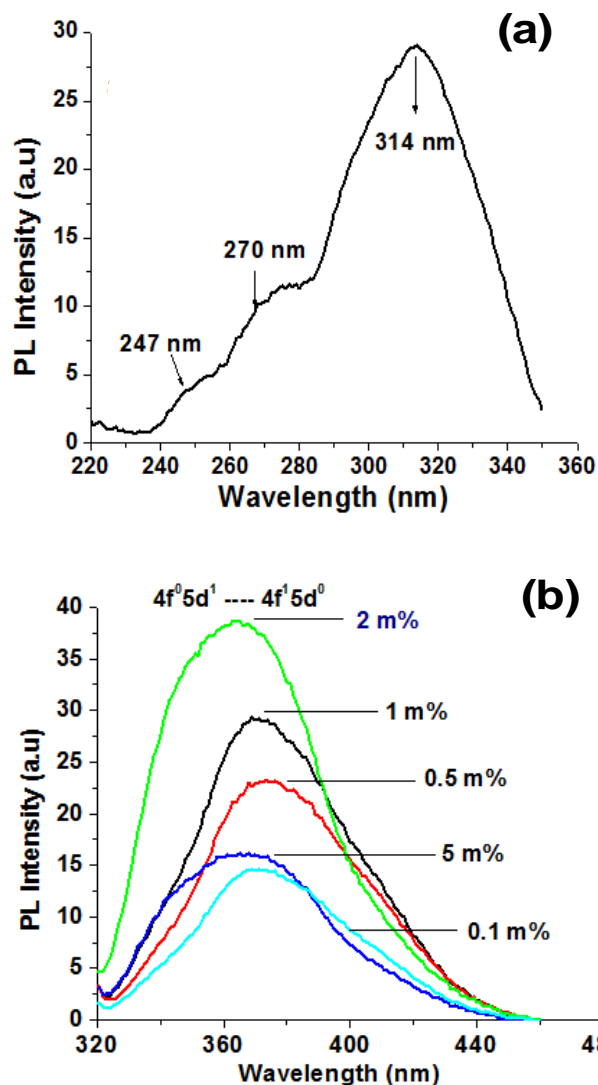 (a)
30
25
20
15
10
5
0
PL Intensity (a.u)
314 nm
270 nm
247 nm
220 240 260 280 300 320 340 360
Wavelength (nm)
(b)
4f⁰5d¹ ---- 4f¹5d⁰
40
35
30
25
20
15
10
5
0
PL Intensity (a.u)
2 m%
1 m%
0.5 m%
5 m%
0.1 m%
320 360 400 440 48
Wavelength (nm)